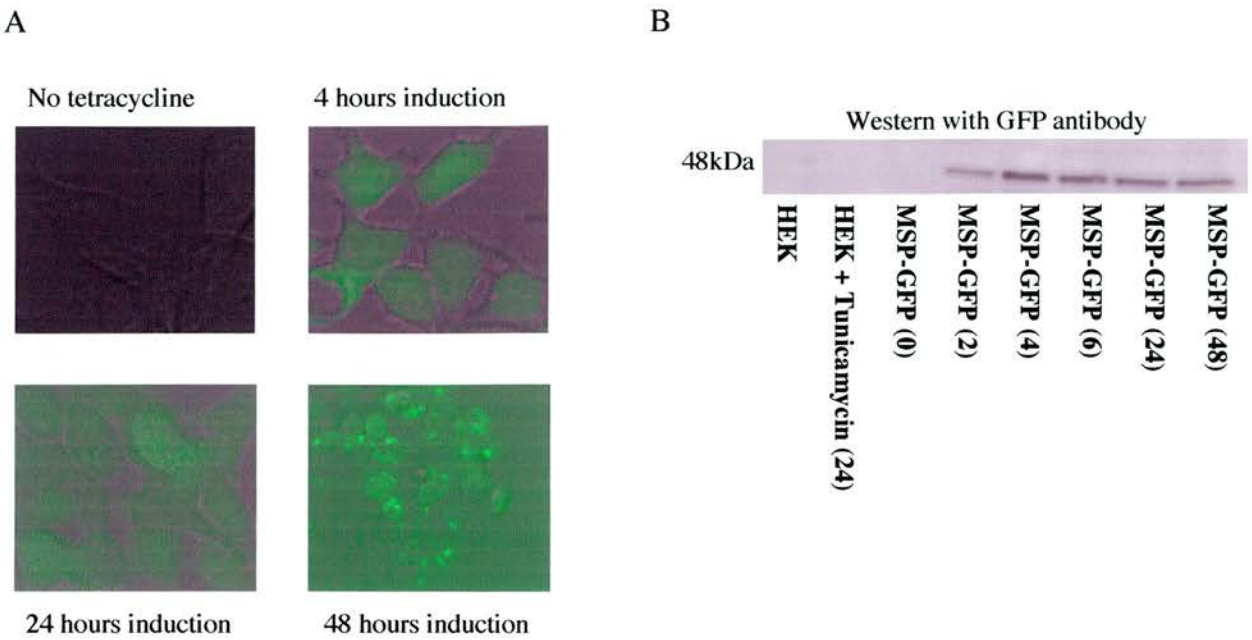 A
B
No tetracycline
4 hours induction
24 hours induction
48 hours induction
Western with GFP antibody
48kDa
HEK
HEK + Tunicamycin (24)
MSP-GFP (0)
MSP-GFP (2)
MSP-GFP (4)
MSP-GFP (6)
MSP-GFP (24)
MSP-GFP (48)